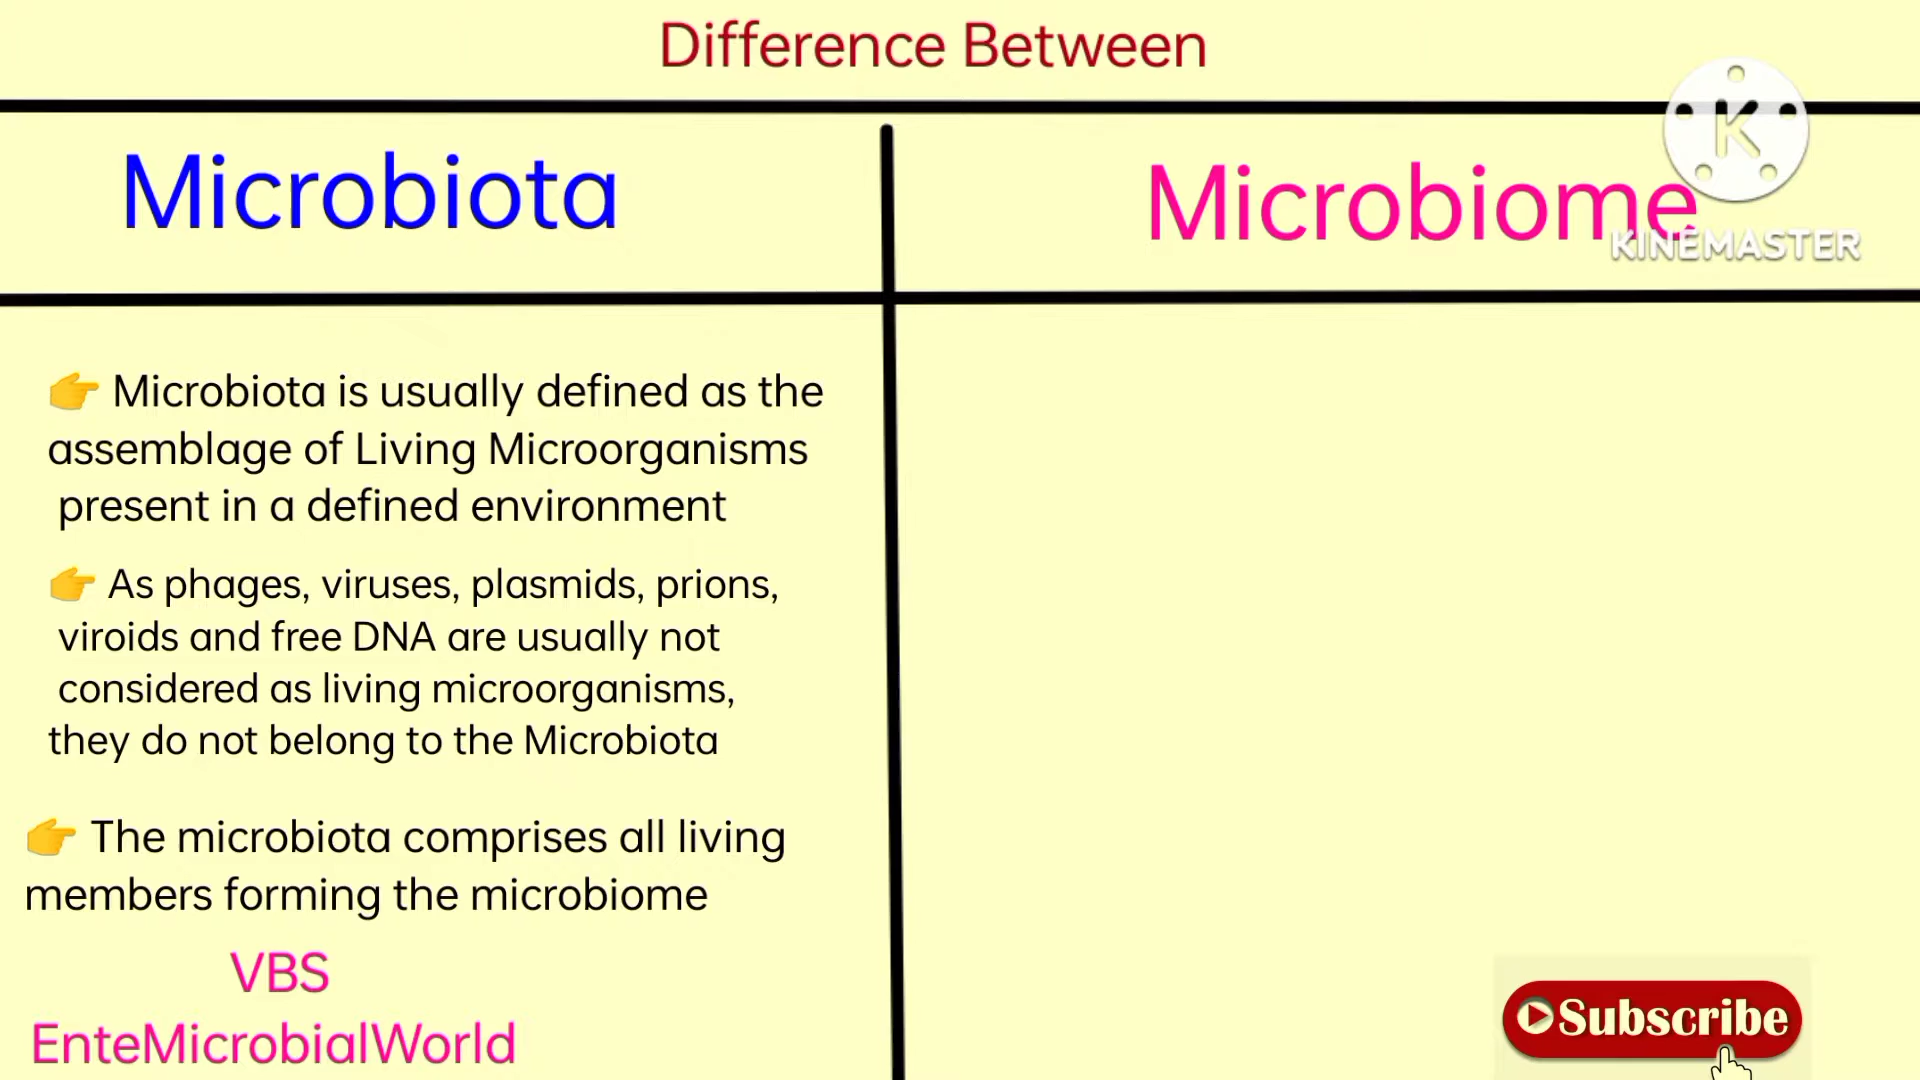 Difference Between
Microbiota
Microbiome
KINEMASTER
👉 Microbiota is usually defined as the
assemblage of Living Microorganisms
present in a defined environment
👉 As phages, viruses, plasmids, prions,
viroids and free DNA are usually not
considered as living microorganisms,
they do not belong to the Microbiota
👉 The microbiota comprises all living
members forming the microbiome
VBS
EnteMicrobialWorld
Subscribe